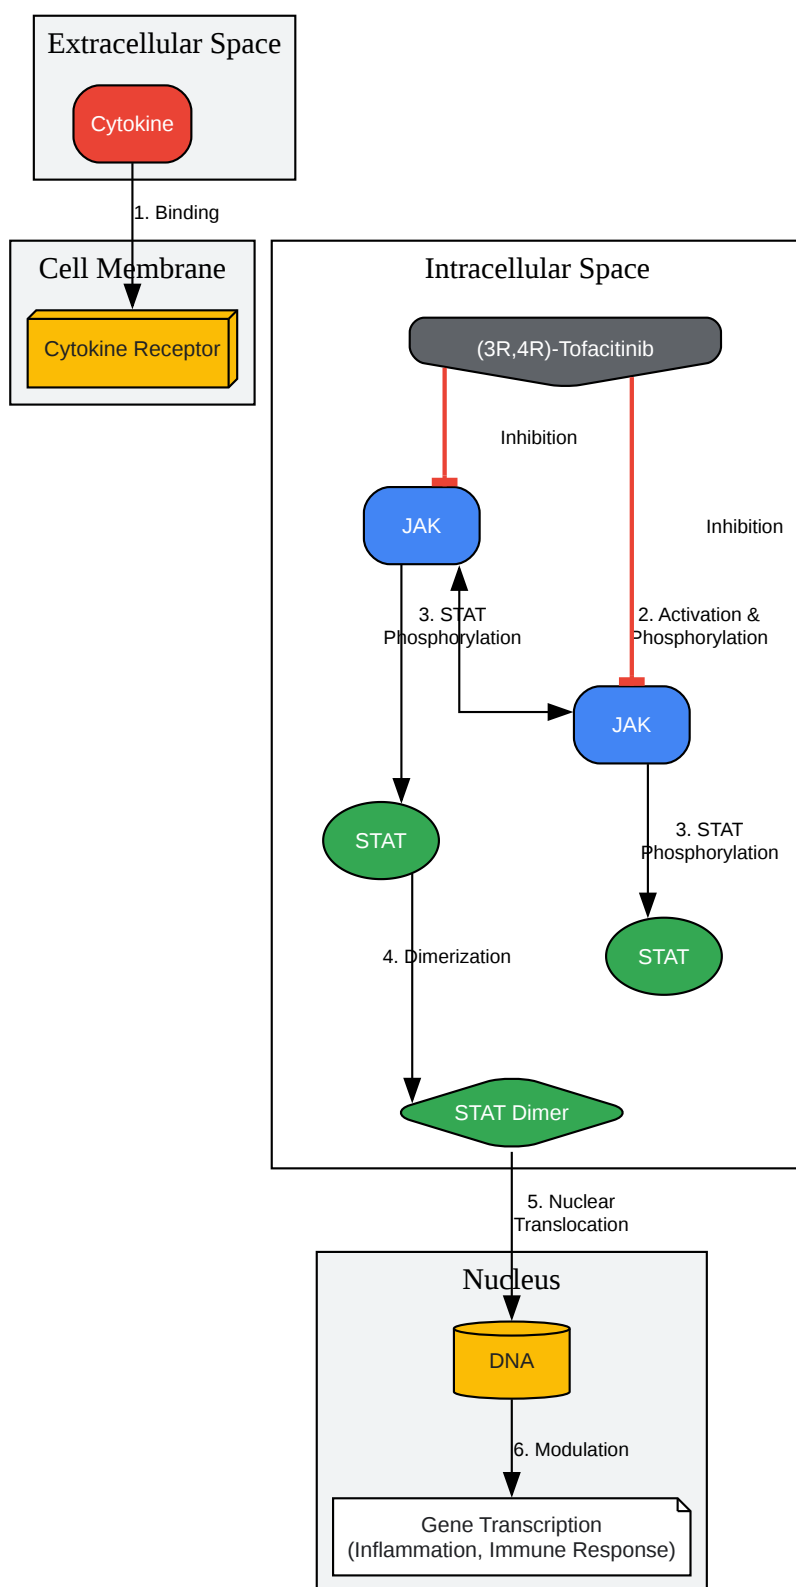 Extracellular Space
Cytokine
1. Binding
Cell Membrane
Cytokine Receptor
Intracellular Space
(3R,4R)-Tofacitinib
Inhibition
JAK
Inhibition
3. STAT
Phosphorylation
2. Activation &
Phosphorylation
JAK
3. STAT
Phosphorylation
STAT
STAT
4. Dimerization
STAT Dimer
5. Nuclear
Translocation
Nucleus
DNA
6. Modulation
Gene Transcription
(Inflammation, Immune Response)